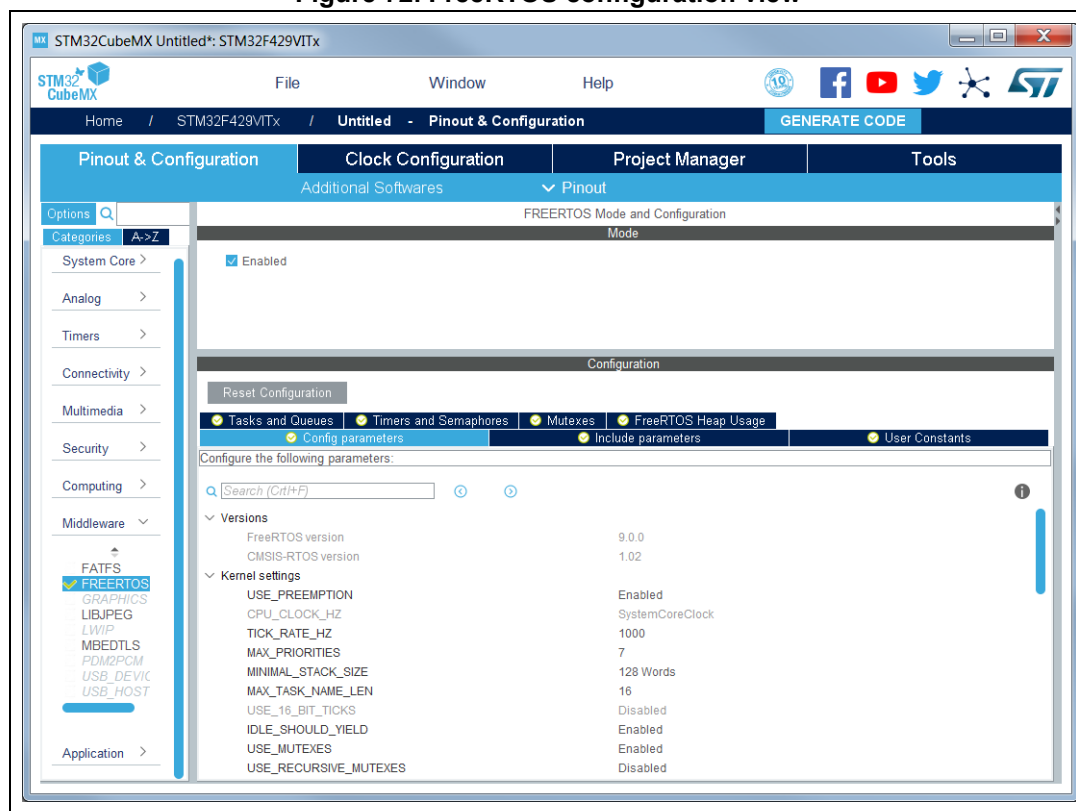 STM32CubeMX Untitled*: STM32F429VITx
STM32
CubeMX
File Window Help
10
Home / STM32F429VITx / Untitled - Pinout & Configuration GENERATE CODE
Pinout & Configuration Clock Configuration Project Manager Tools
Additional Softwares Pinout
Options FREERTOS Mode and Configuration
Categories A->Z Mode
System Core Enabled
Analog
Timers
Connectivity Configuration
Reset Configuration
Multimedia
Tasks and Queues Timers and Semaphores Mutexes FreeRTOS Heap Usage
Config parameters Include parameters User Constants
Security
Configure the following parameters:
Computing Search (Crtl+F)
Middleware Versions
FreeRTOS version 9.0.0
CMSIS-RTOS version 1.02
FATFS Kernel settings
FREERTOS USE_PREEMPTION Enabled
GRAPHICS
LIBJPEG CPU_CLOCK_HZ SystemCoreClock
LWIP TICK_RATE_HZ 1000
MBEDTLS MAX_PRIORITIES 7
PDM2PCM
USB_DEVIC MINIMAL_STACK_SIZE 128 Words
USB_HOST MAX_TASK_NAME_LEN 16
USE_16_BIT_TICKS Disabled
IDLE_SHOULD_YIELD Enabled
Application USE_MUTEXES Enabled
USE_RECURSIVE_MUTEXES Disabled